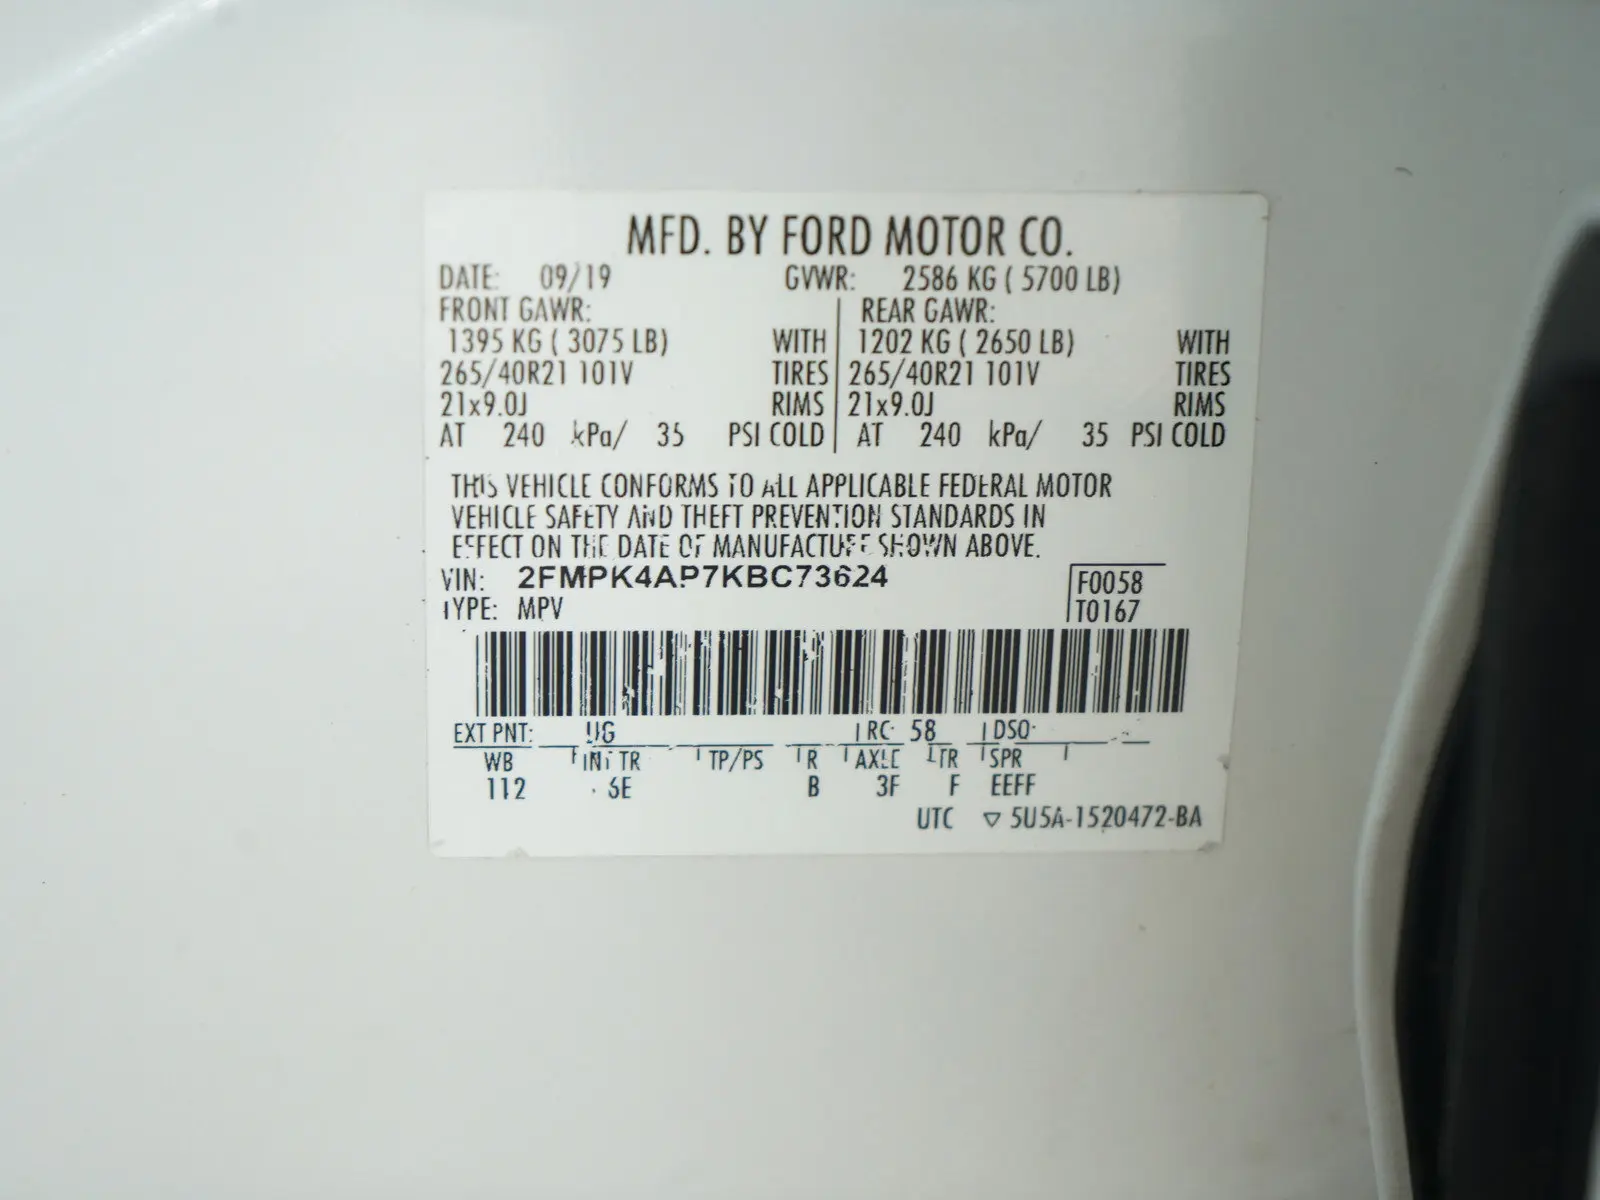 MFD. BY FORD MOTOR CO.
DATE: 09/19 GVWR: 2586 KG ( 5700 LB)
FRONT GAWR: REAR GAWR:
1395 KG ( 3075 LB) WITH 1202 KG ( 2650 LB) WITH
265/40R21 101V TIRES 265/40R21 101V TIRES
21x9.0J RIMS 21x9.0J RIMS
AT 240 kPa/ 35 PSI COLD AT 240 kPa/ 35 PSI COLD
THIS VEHICLE CONFORMS TO ALL APPLICABLE FEDERAL MOTOR
VEHICLE SAFETY AND THEFT PREVENTION STANDARDS IN
EFFECT ON THE DATE OF MANUFACTURE SHOWN ABOVE.
VIN: 2FMPK4AP7KBC73624
TYPE: MPV
F0058
T0167
EXT PNT: UG RC: 58 DSO:
WB INT TR TP/PS R AXLE TR SPR
112 6E B 3F F EEFF
UTC ▽ 5U5A-1520472-BA